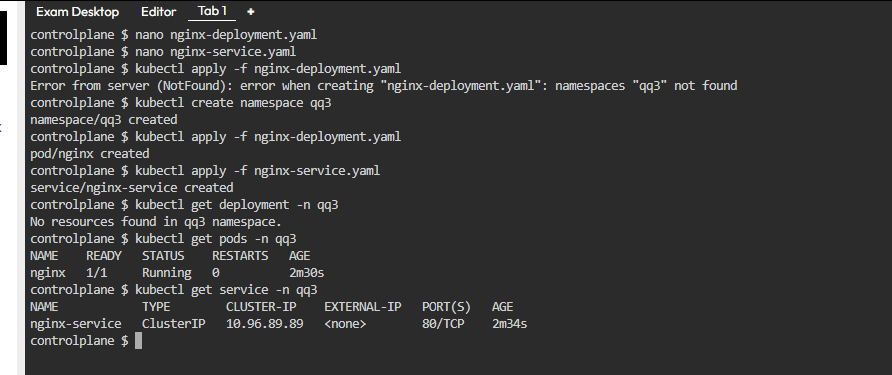 Exam Desktop Editor Tab 1 +
controlplane $ nano nginx-deployment.yaml
controlplane $ nano nginx-service.yaml
controlplane $ kubectl apply -f nginx-deployment.yaml
Error from server (NotFound): error when creating "nginx-deployment.yaml": namespaces "qq3" not found
controlplane $ kubectl create namespace qq3
namespace/qq3 created
controlplane $ kubectl apply -f nginx-deployment.yaml
pod/nginx created
controlplane $ kubectl apply -f nginx-service.yaml
service/nginx-service created
controlplane $ kubectl get deployment -n qq3
No resources found in qq3 namespace.
controlplane $ kubectl get pods -n qq3
NAME READY STATUS RESTARTS AGE
nginx 1/1 Running 0 2m30s
controlplane $ kubectl get service -n qq3
NAME TYPE CLUSTER-IP EXTERNAL-IP PORT(S) AGE
nginx-service ClusterIP 10.96.89.89 <none> 80/TCP 2m34s
controlplane $